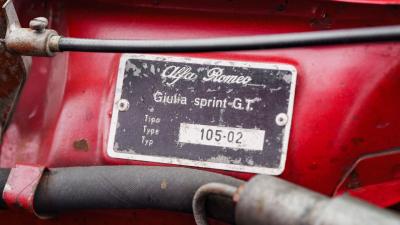 Alfa Romeo
Giulia sprint-G.T.
Tipo
Type 105-02
Typ